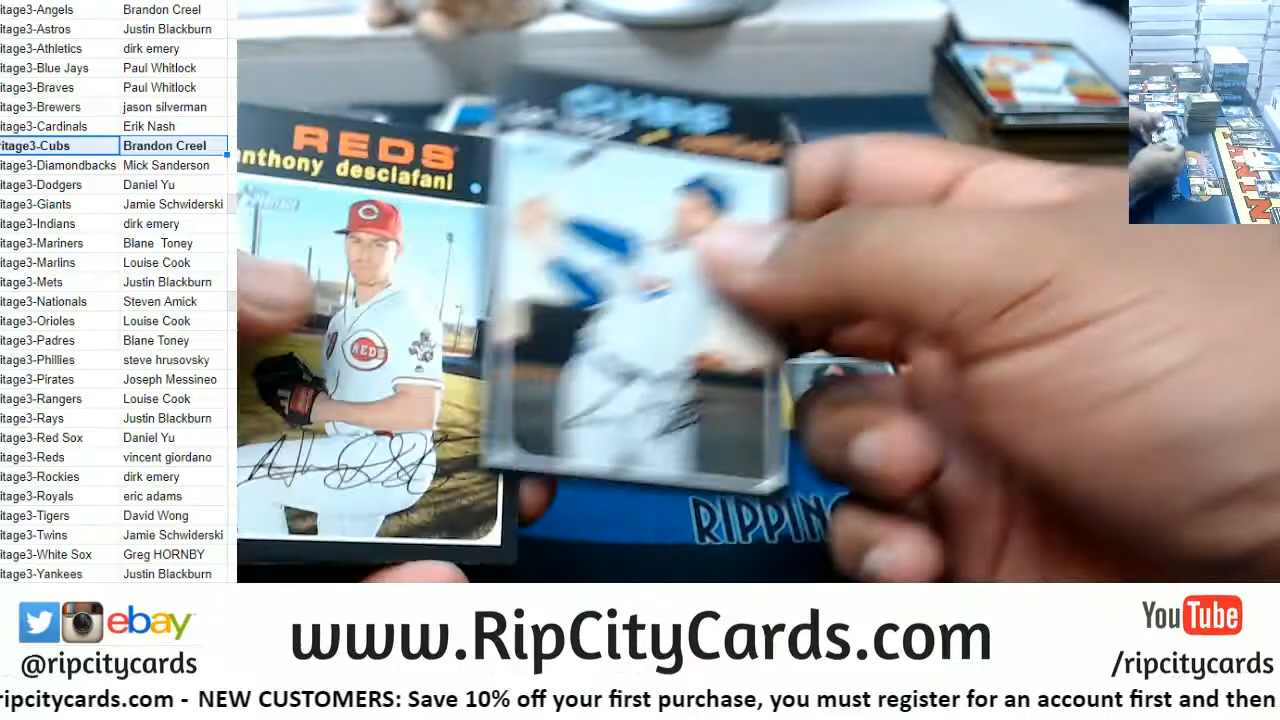 itage3-Angels Brandon Creel
itage3-Astros Justin Blackburn
itage3-Athletics dirk emery
itage3-Blue Jays Paul Whitlock
itage3-Braves Paul Whitlock
itage3-Brewers jason silverman
itage3-Cardinals Erik Nash
itage3-Cubs Brandon Creel
itage3-Diamondbacks Mick Sanderson
itage3-Dodgers Daniel Yu
itage3-Giants Jamie Schwiderski
itage3-Indians dirk emery
itage3-Mariners Blane Toney
itage3-Marlins Louise Cook
itage3-Mets Justin Blackburn
itage3-Nationals Steven Amick
itage3-Orioles Louise Cook
itage3-Padres Blane Toney
itage3-Phillies steve hrusovsky
itage3-Pirates Joseph Messineo
itage3-Rangers Louise Cook
itage3-Rays Justin Blackburn
itage3-Red Sox Daniel Yu
itage3-Reds vincent giordano
itage3-Rockies dirk emery
itage3-Royals eric adams
itage3-Tigers David Wong
itage3-Twins Jamie Schwiderski
itage3-White Sox Greg HORNBY
itage3-Yankees Justin Blackburn
REDS
anthony desclafani
REDS
CUBS
RIPPIN
ebay
@ripcitycards
www.RipCityCards.com
YouTube
/ripcitycards
ripcitycards.com - NEW CUSTOMERS: Save 10% off your first purchase, you must register for an account first and then